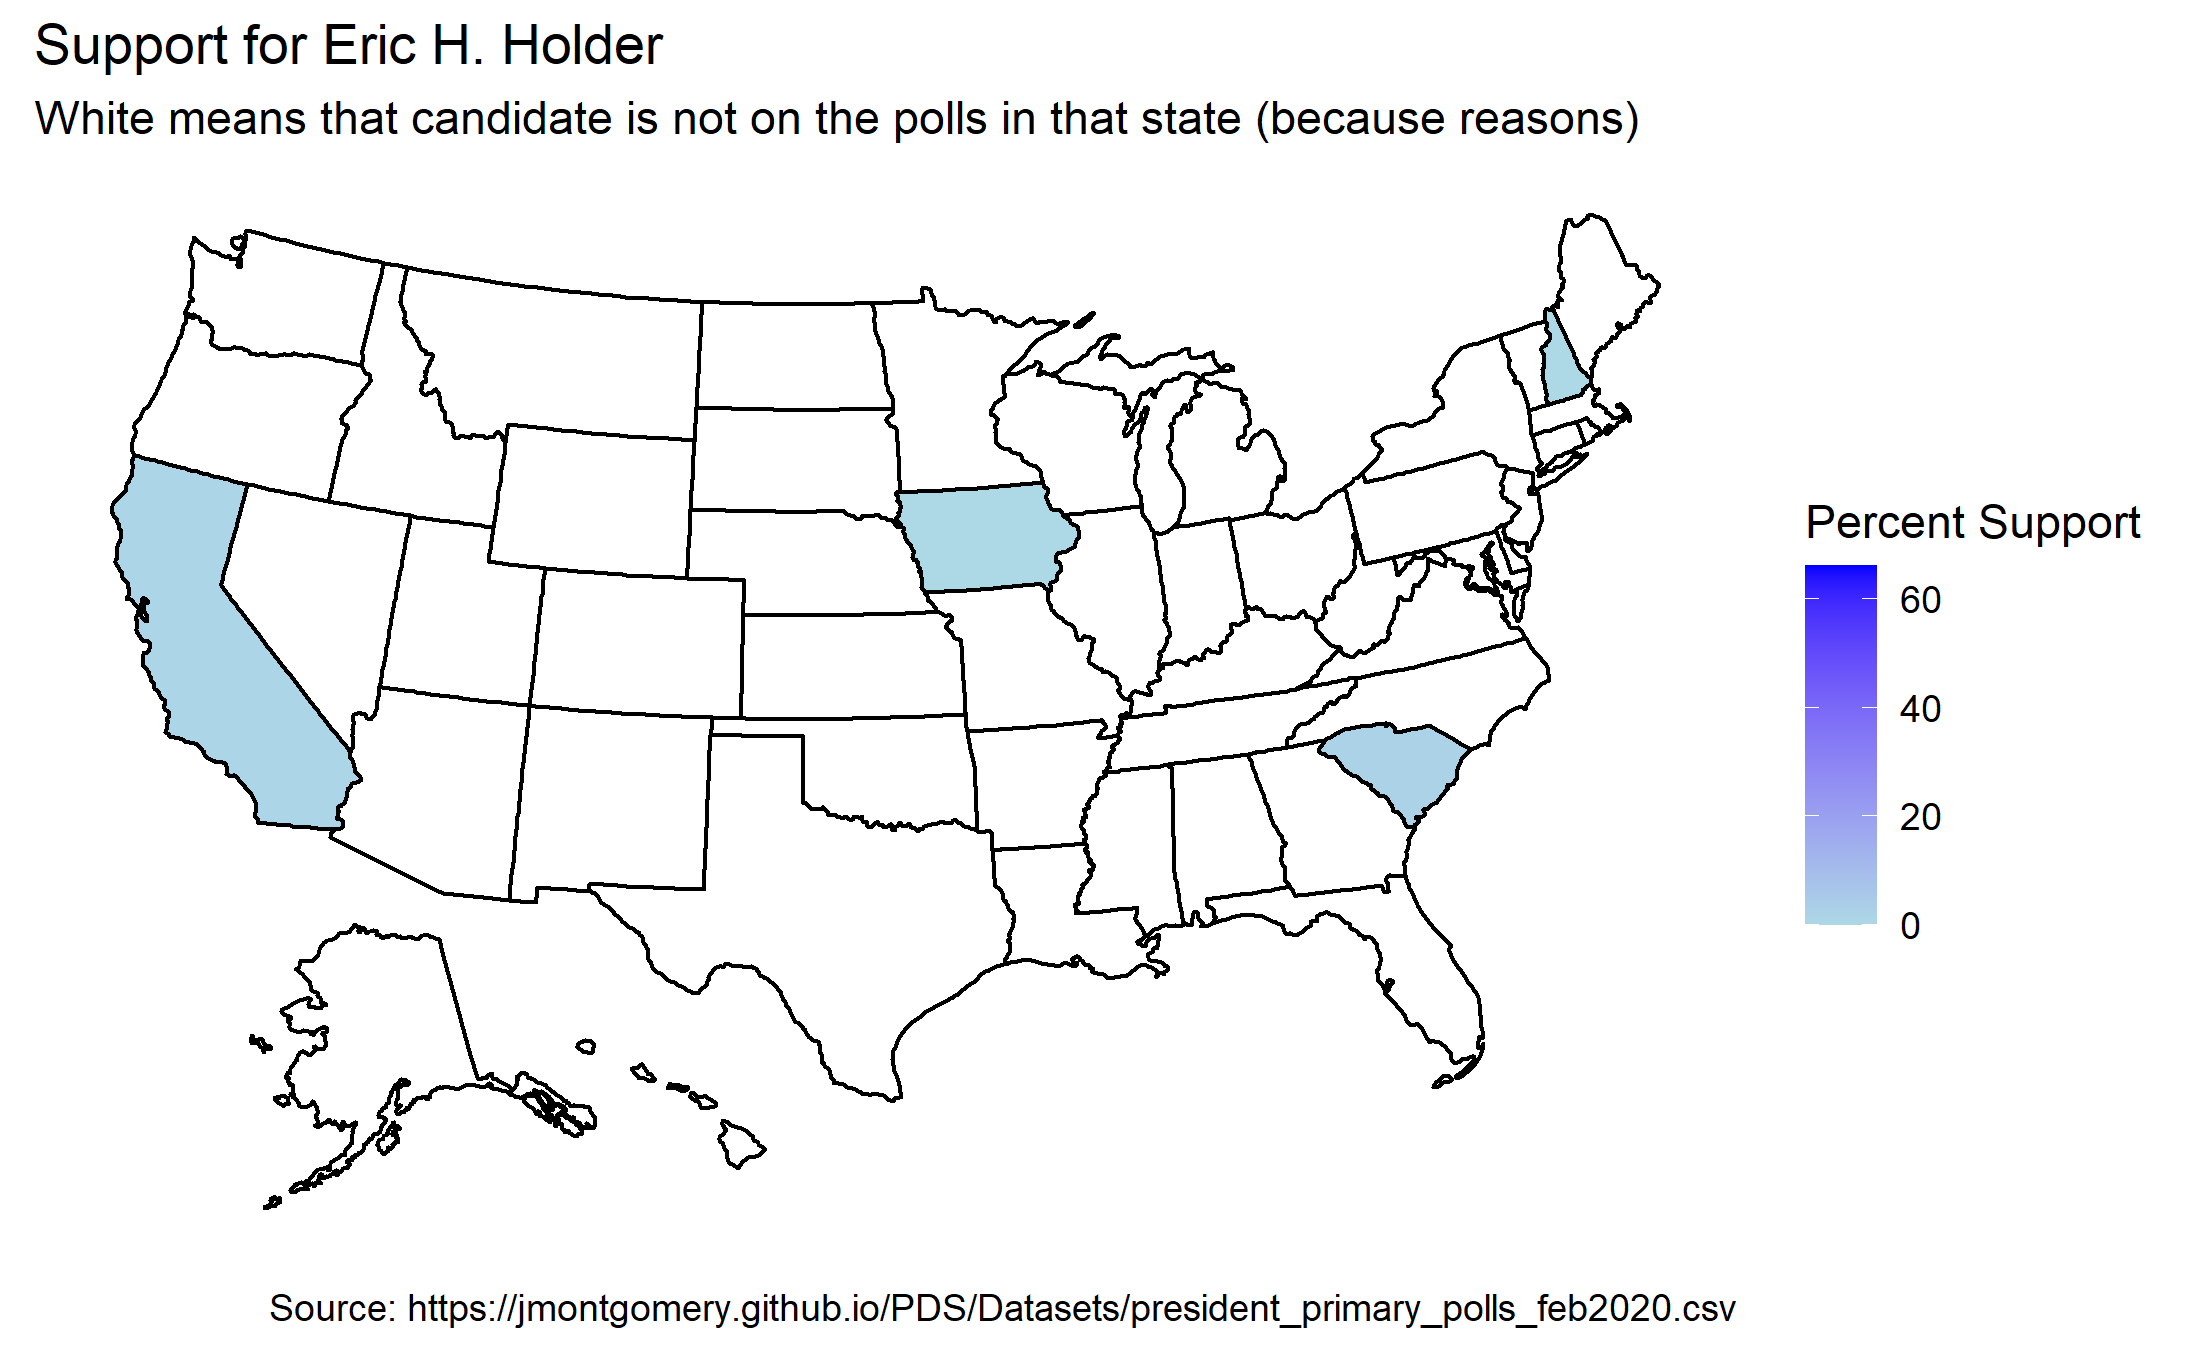 Support for Eric H. Holder
White means that candidate is not on the polls in that state (because reasons)
Percent Support
60
40
20
0
Source: https://jmontgomery.github.io/PDS/Datasets/president_primary_polls_feb2020.csv